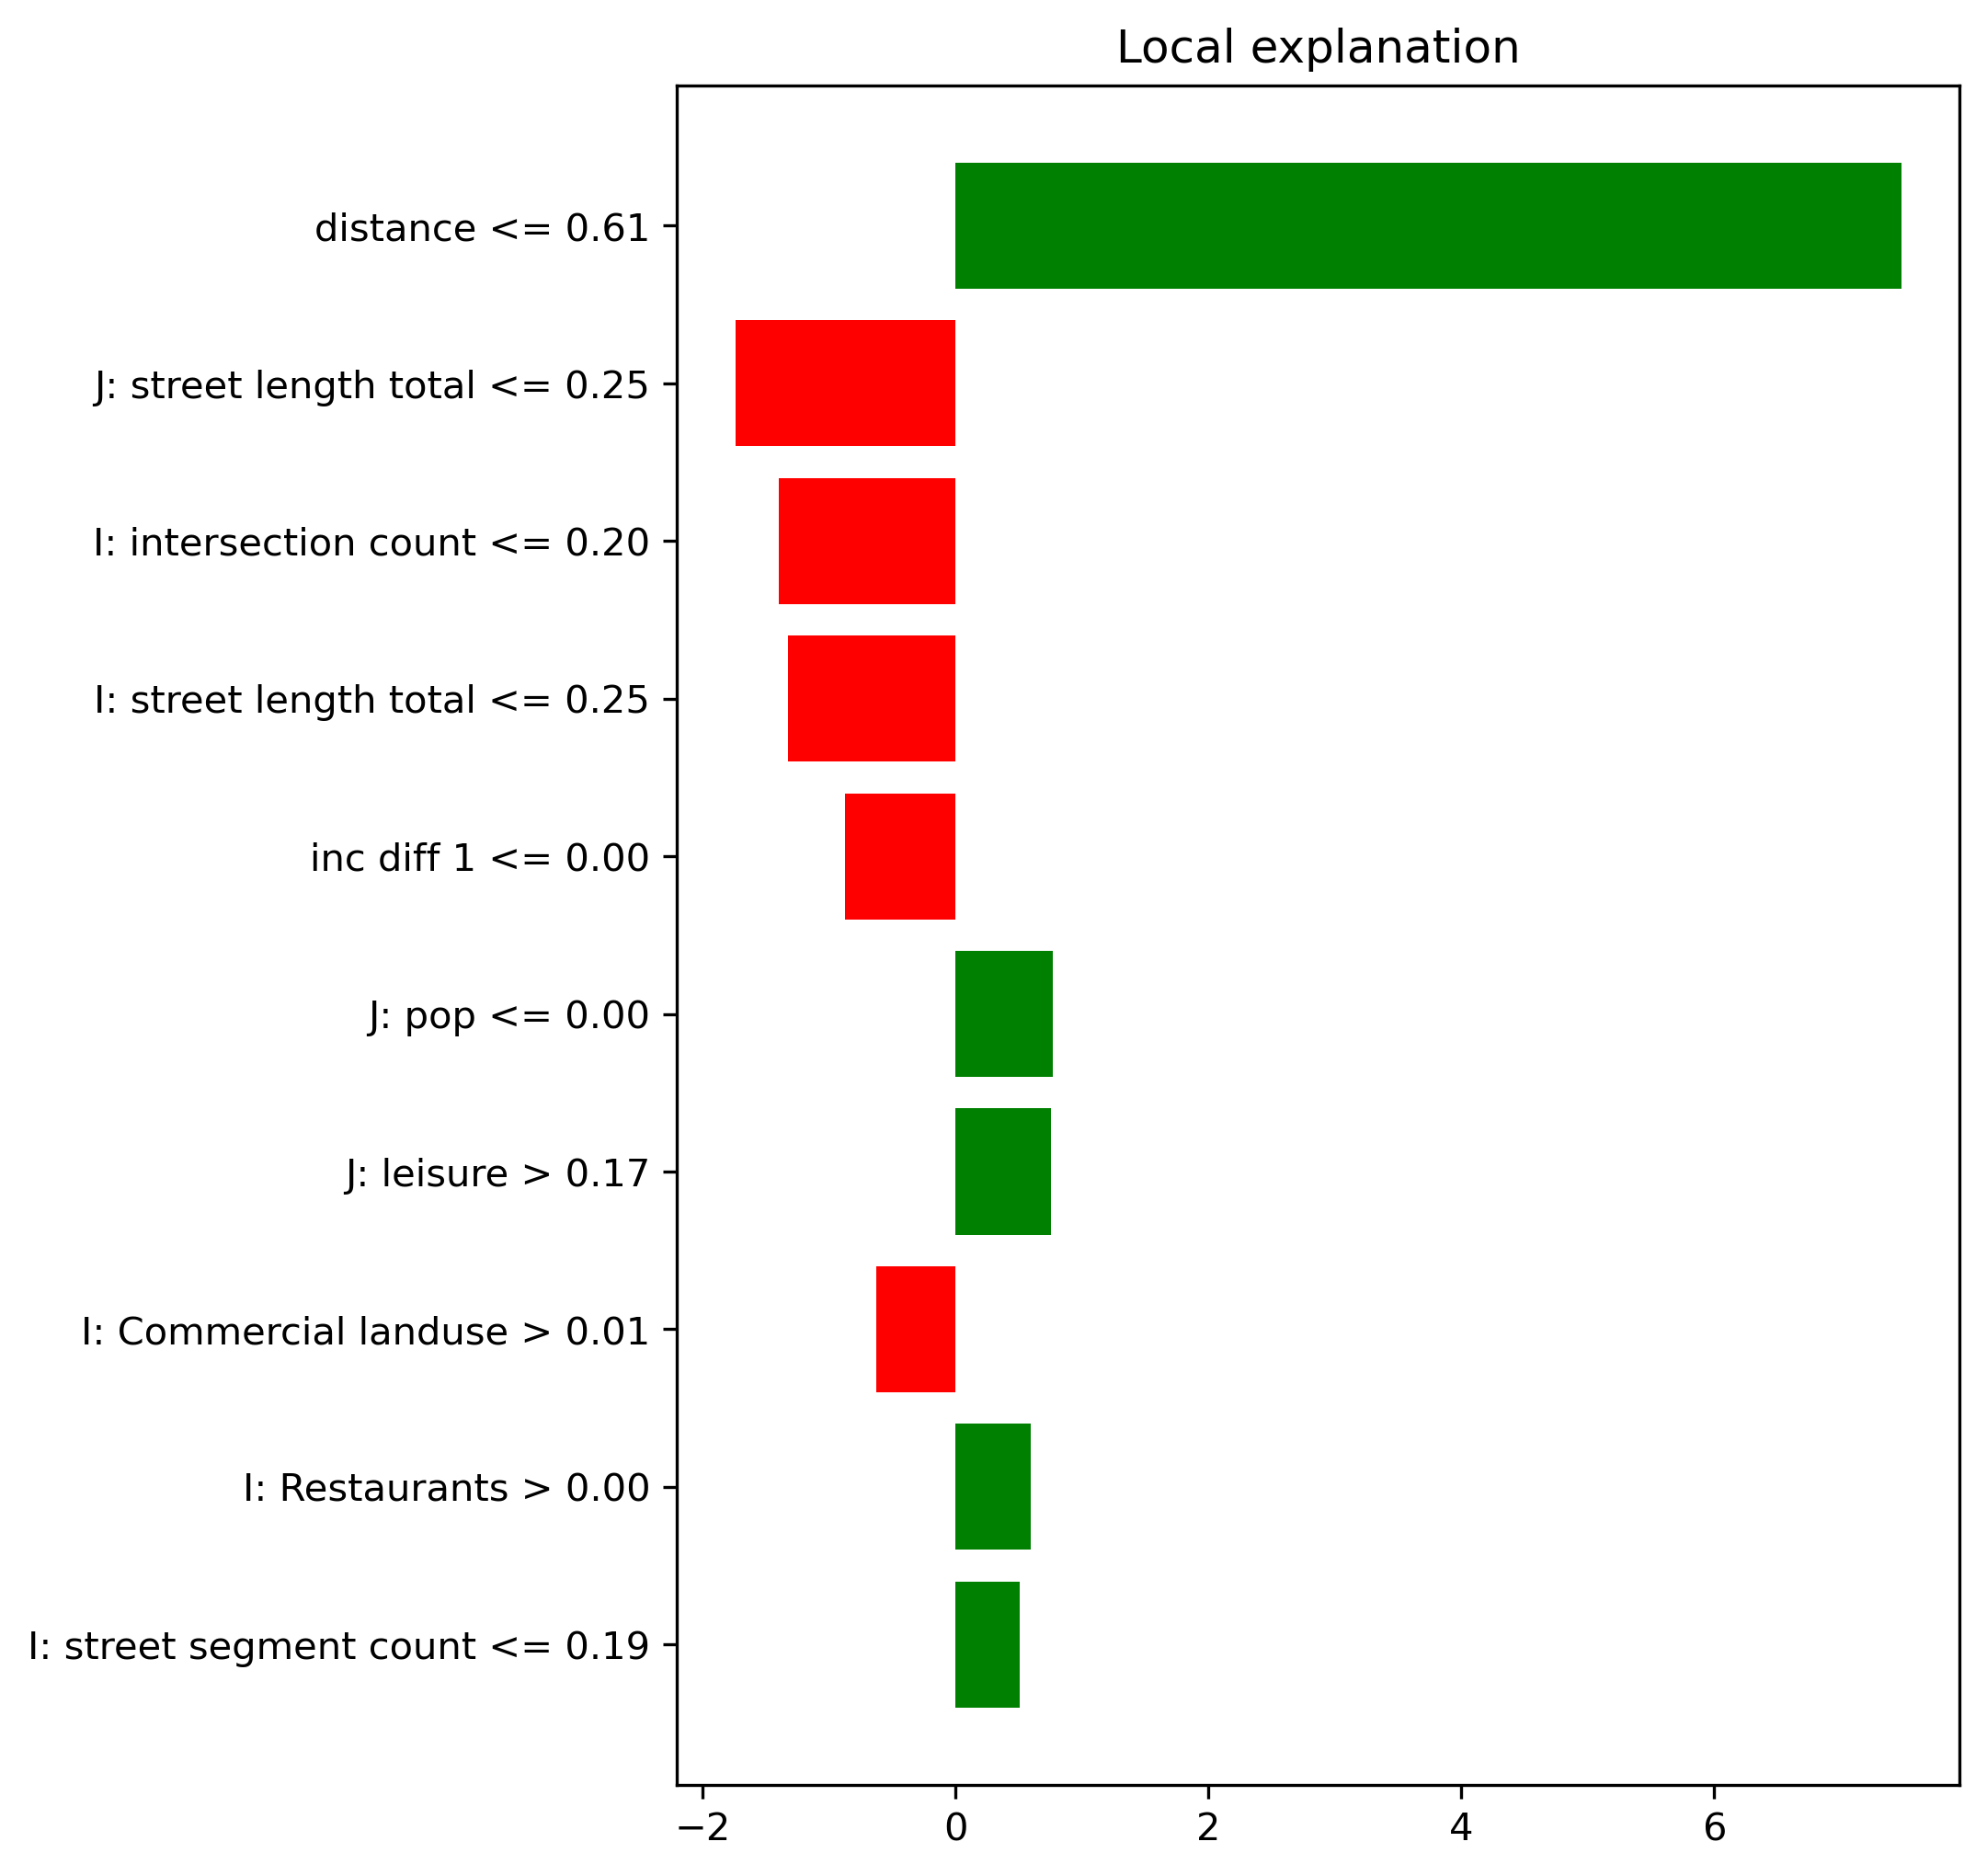 Local explanation
distance <= 0.61
J: street length total <= 0.25
I: intersection count <= 0.20
I: street length total <= 0.25
inc diff 1 <= 0.00
J: pop <= 0.00
J: leisure > 0.17
I: Commercial landuse > 0.01
I: Restaurants > 0.00
I: street segment count <= 0.19
−2 0 2 4 6